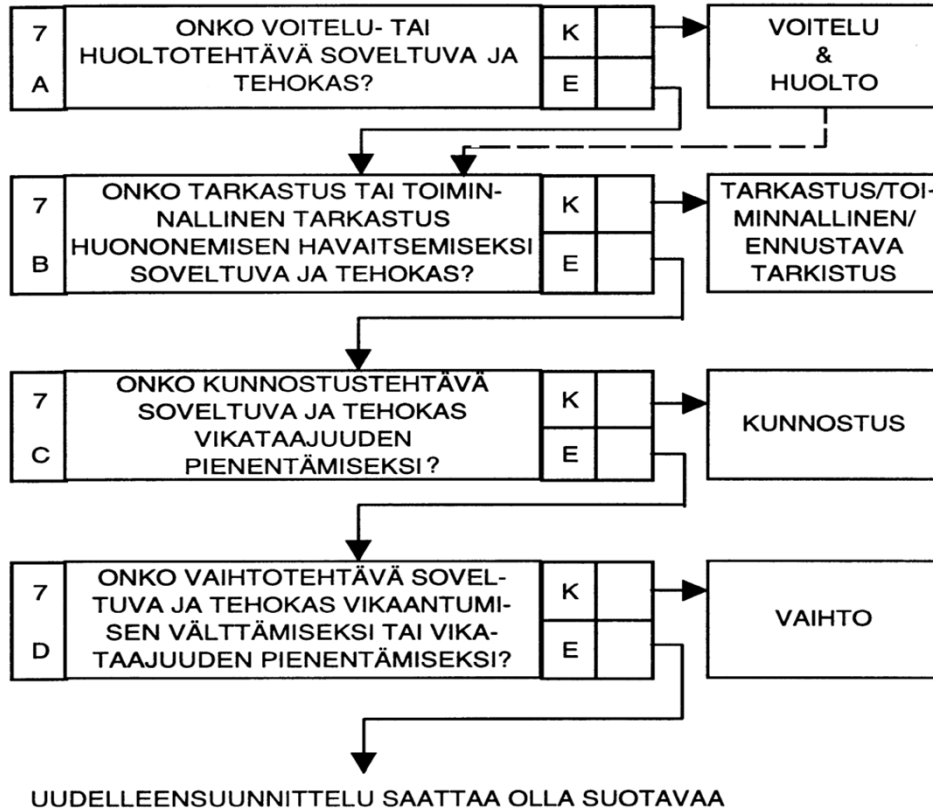 7
A
ONKO VOITELU- TAI
HUOLTOTEHTÄVÄ SOVELTUVA JA
TEHOKAS?
K
E
VOITELU
&
HUOLTO
7
B
ONKO TARKASTUS TAI TOIMIN-
NALLINEN TARKASTUS
HUONONEMISEN HAVAITSEMISEKSI
SOVELTUVA JA TEHOKAS?
K
E
TARKASTUS/TOI-
MINNALLINEN/
ENNUSTAVA
TARKISTUS
7
C
ONKO KUNNOSTUSTEHTÄVÄ
SOVELTUVA JA TEHOKAS
VIKATAAJUUDEN
PIENENTÄMISEKSI?
K
E
KUNNOSTUS
7
D
ONKO VAIHTOTEHTÄVÄ SOVEL-
TUVA JA TEHOKAS VIKAANTUMI-
SEN VÄLTTÄMISEKSI TAI VIKA-
TAAJUUDEN PIENENTÄMISEKSI?
K
E
VAIHTO
UUDELLEENSUUNNITTELU SAATTAA OLLA SUOTAVAA